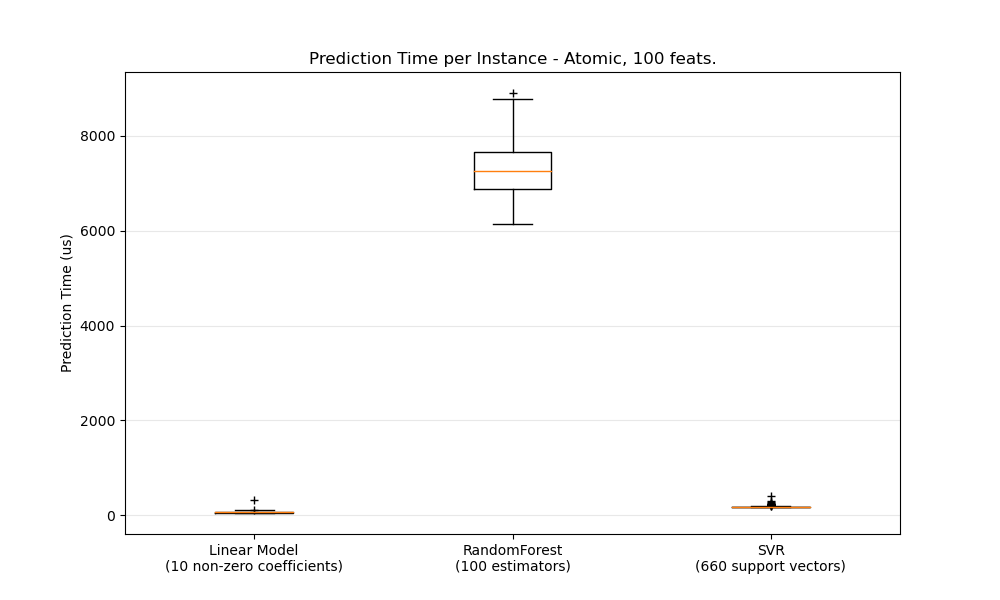 Prediction Time per Instance - Atomic, 100 feats.
Prediction Time (us)
8000
6000
4000
2000
0
Linear Model
(10 non-zero coefficients)
RandomForest
(100 estimators)
SVR
(660 support vectors)